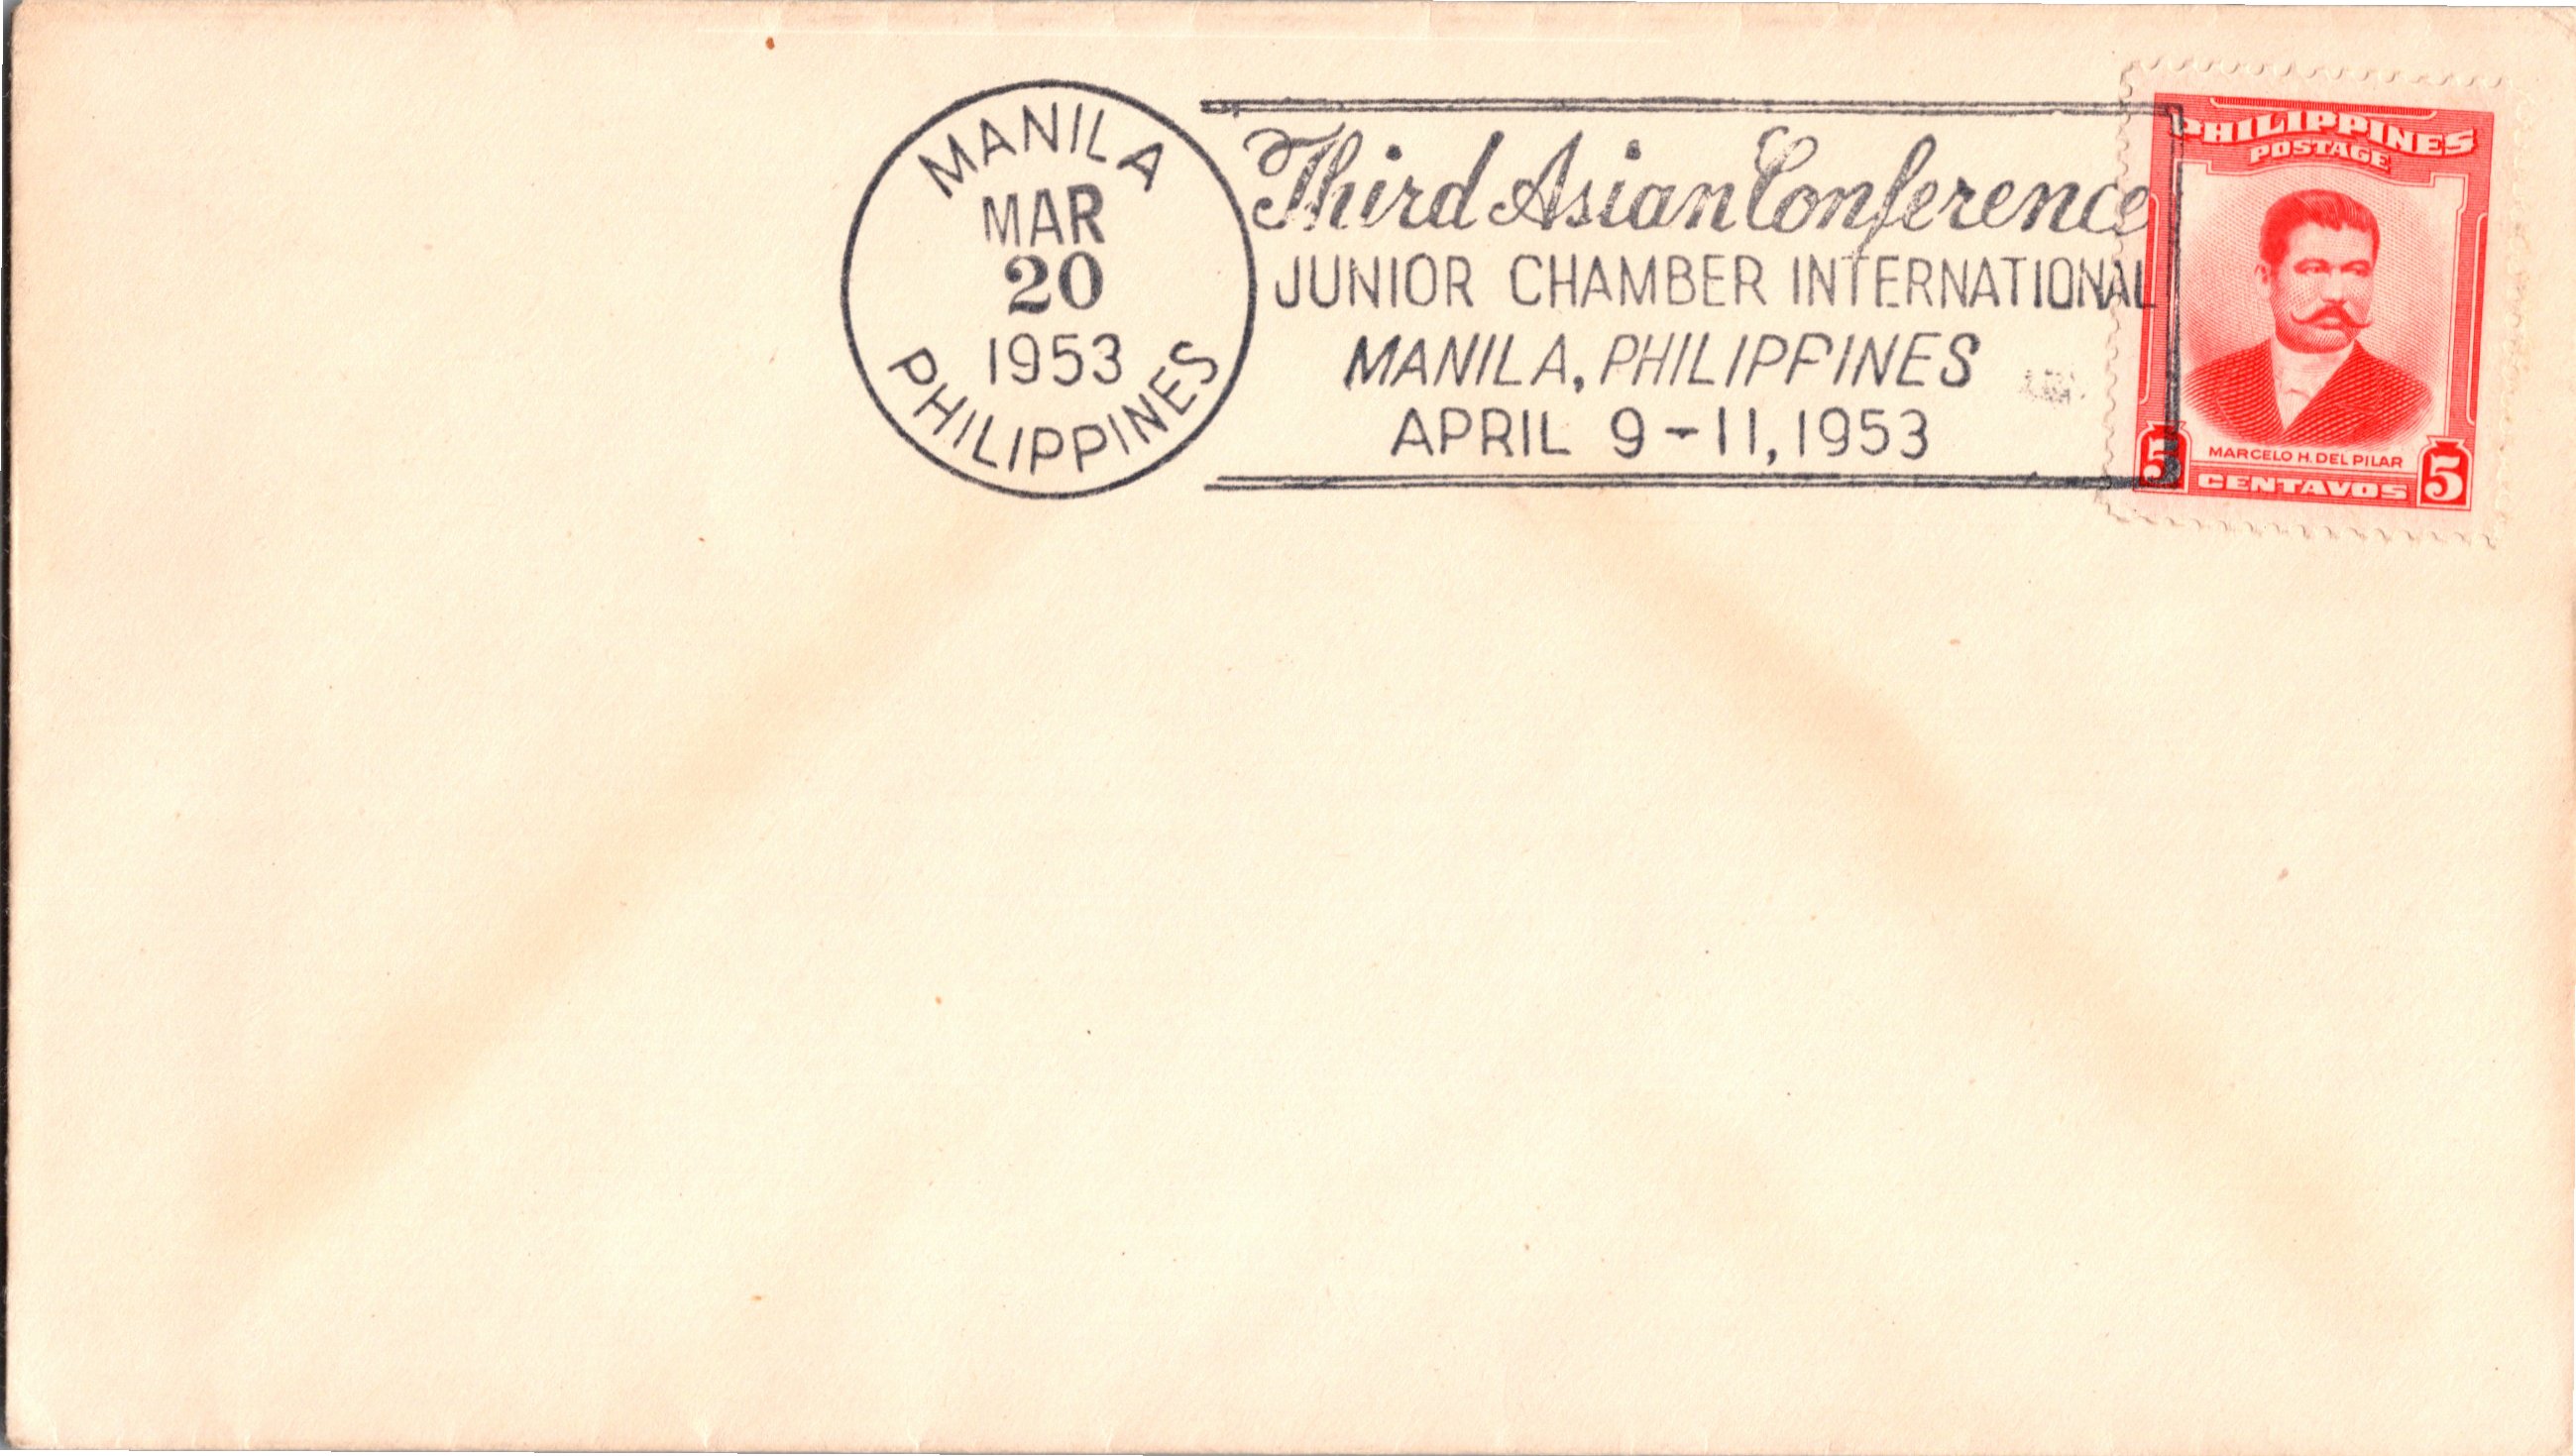 MANILA
MAR
20
1953
PHILIPPINES
Third Asian Conference
JUNIOR CHAMBER INTERNATIONAL
MANILA, PHILIPPINES
APRIL 9-11, 1953
PHILIPPINES
POSTAGE
MARCELO H. DEL PILAR
5 CENTAVOS 5